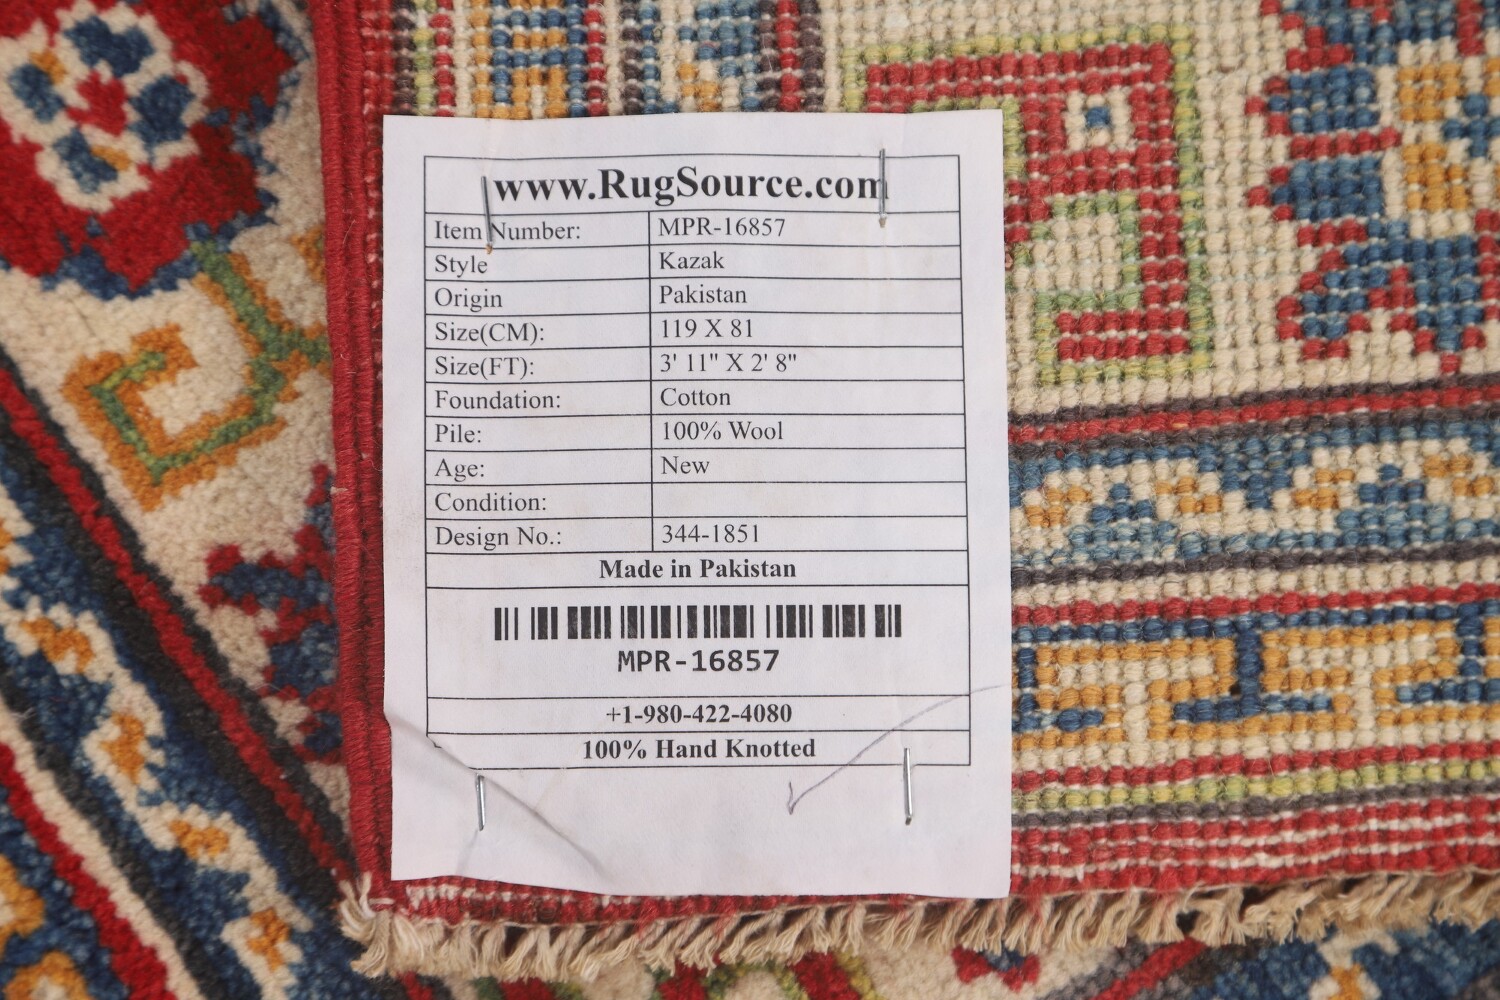 www.RugSource.com
Item Number: MPR-16857
Style Kazak
Origin Pakistan
Size(CM): 119 X 81
Size(FT): 3' 11" X 2' 8"
Foundation: Cotton
Pile: 100% Wool
Age: New
Condition:
Design No.: 344-1851
Made in Pakistan
MPR-16857
+1-980-422-4080
100% Hand Knotted